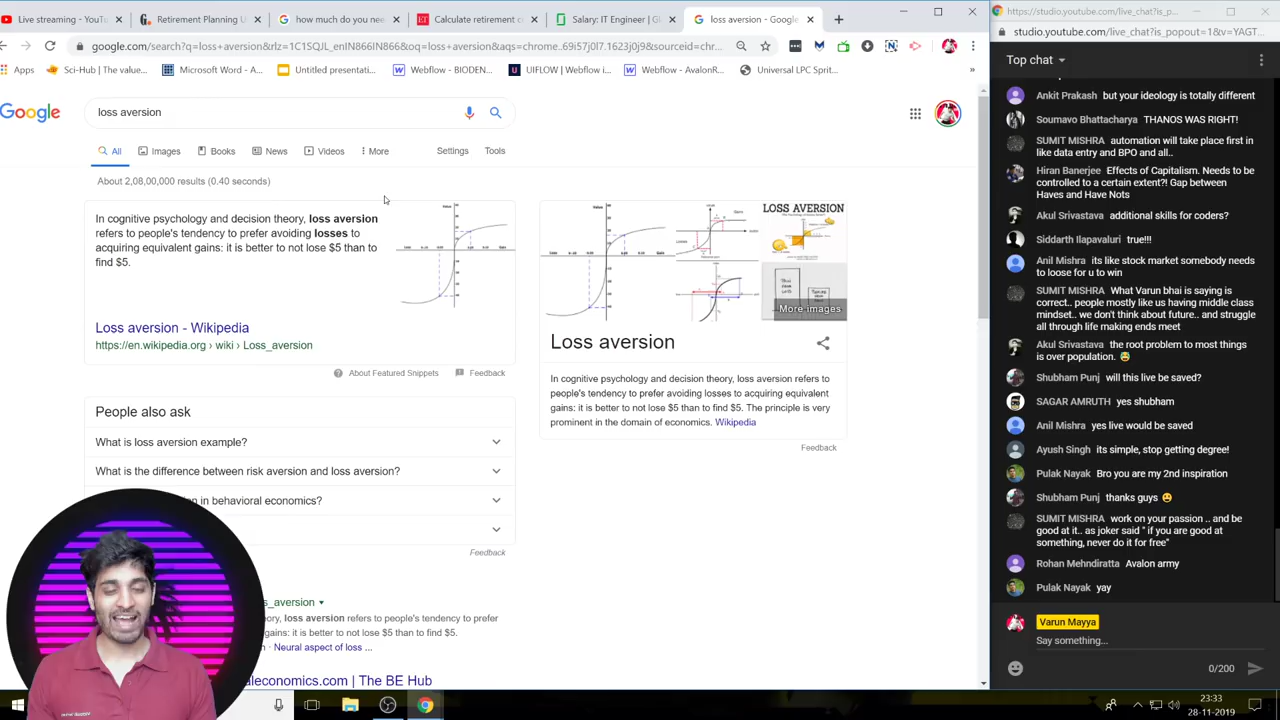 Live streaming - YouTu
Retirement Planning U
How much do you need
Calculate retirement c
Salary: IT Engineer | Gl
loss aversion - Google
https://studio.youtube.com/live_chat?is_p
google.com/search?q=loss+aversion&rlz=1C1SQJL_enIN866IN866&oq=loss+aversion&aqs=chrome..69i57j0l7.1623j0j9&sourceid=chr...
studio.youtube.com/live_chat?is_popout=1&v=YAGT
Apps
Sci-Hub | Thaleur...
Microsoft Word - A...
Untitled presentati...
Webflow - BIODEN...
UIFLOW | Webflow i...
Webflow - AvalonR...
Universal LPC Sprit...
Google
loss aversion
All
Images
Books
News
Videos
More
Settings
Tools
About 2,08,00,000 results (0.40 seconds)
In cognitive psychology and decision theory, loss aversion
people's tendency to prefer avoiding losses to
equivalent gains: it is better to not lose $5 than to
$5.
Loss aversion - Wikipedia
https://en.wikipedia.org › wiki › Loss_aversion
About Featured Snippets
Feedback
People also ask
What is loss aversion example?
What is the difference between risk aversion and loss aversion?
in behavioral economics?
Feedback
s_aversion
ory, loss aversion refers to people's tendency to prefer
gains: it is better to not lose $5 than to find $5.
Neural aspect of loss ...
leconomics.com | The BE Hub
LOSS AVERSION
More images
Loss aversion
In cognitive psychology and decision theory, loss aversion refers to
people's tendency to prefer avoiding losses to acquiring equivalent
gains: it is better to not lose $5 than to find $5. The principle is very
prominent in the domain of economics. Wikipedia
Feedback
Top chat
Ankit Prakash but your ideology is totally different
Soumavo Bhattacharya THANOS WAS RIGHT!
SUMIT MISHRA automation will take place first in
like data entry and BPO and all..
Hiran Banerjee Effects of Capitalism. Needs to be
controlled to a certain extent?! Gap between
Haves and Have Nots
Akul Srivastava additional skills for coders?
Siddarth Ilapavaluri true!!!
Anil Mishra its like stock market somebody needs
to loose for u to win
SUMIT MISHRA What Varun bhai is saying is
correct.. people mostly like us having middle class
mindset.. we don't think about future.. and struggle
all through life making ends meet
Akul Srivastava the root problem to most things
is over population. 😅
Shubham Punj will this live be saved?
SAGAR AMRUTH yes shubham
Anil Mishra yes live would be saved
Ayush Singh its simple, stop getting degree!
Pulak Nayak Bro you are my 2nd inspiration
Shubham Punj thanks guys 😃
SUMIT MISHRA work on your passion .. and be
good at it.. as joker said " if you are good at
something, never do it for free"
Rohan Mehndiratta Avalon army
Pulak Nayak yay
Varun Mayya
Say something...
0/200
23:33
28-11-2019